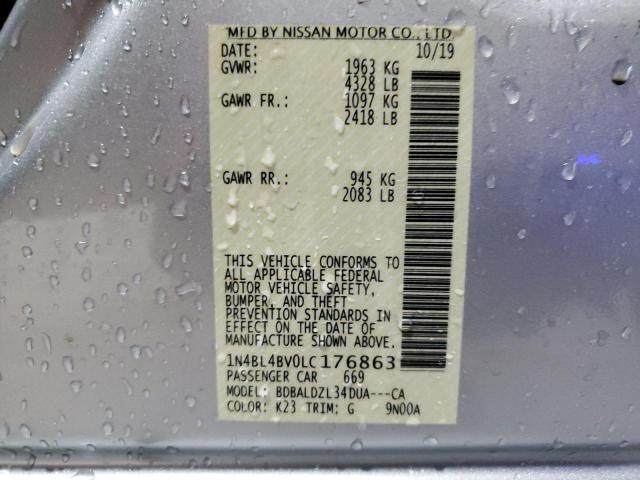 MFD BY NISSAN MOTOR CO., LTD.
DATE: 10/19
GVWR: 1963 KG
4328 LB
GAWR FR.: 1097 KG
2418 LB
GAWR RR.: 945 KG
2083 LB
THIS VEHICLE CONFORMS TO
ALL APPLICABLE FEDERAL
MOTOR VEHICLE SAFETY,
BUMPER, AND THEFT
PREVENTION STANDARDS IN
EFFECT ON THE DATE OF
MANUFACTURE SHOWN ABOVE.
1N4BL4BV0LC176863
PASSENGER CAR 669
MODEL: BDBALDZL34DUA---CA
COLOR: K23 TRIM: G 9N00A